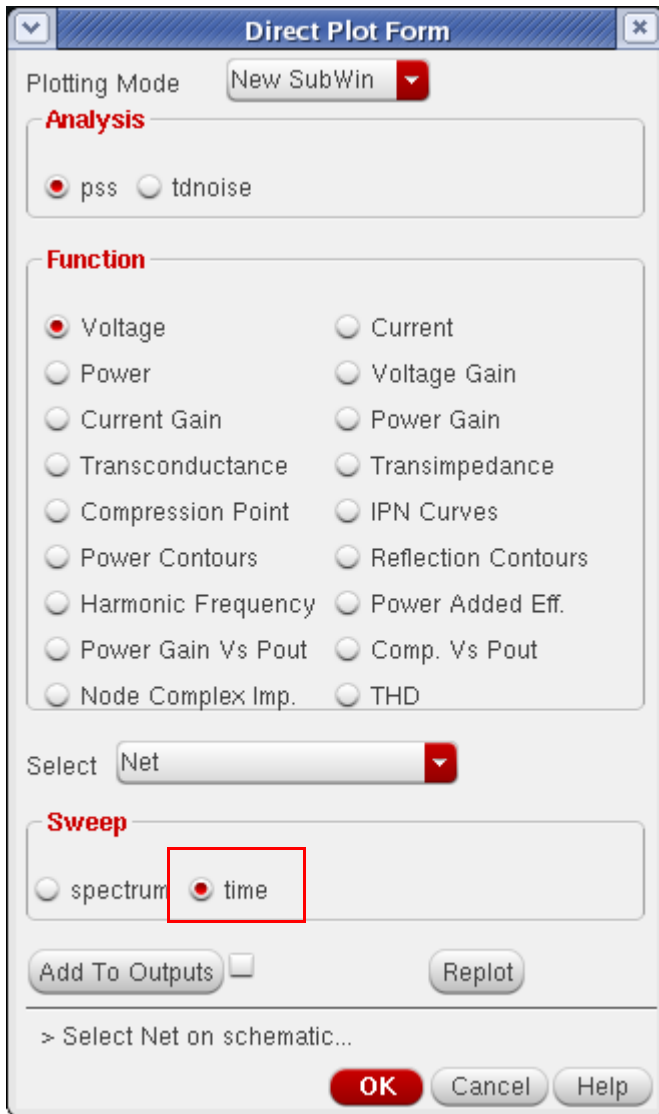 Direct Plot Form
Plotting Mode New SubWin
Analysis
pss tdnoise
Function
Voltage Current
Power Voltage Gain
Current Gain Power Gain
Transconductance Transimpedance
Compression Point IPN Curves
Power Contours Reflection Contours
Harmonic Frequency Power Added Eff.
Power Gain Vs Pout Comp. Vs Pout
Node Complex Imp. THD
Select Net
Sweep
spectrum time
Add To Outputs Replot
> Select Net on schematic...
OK Cancel Help